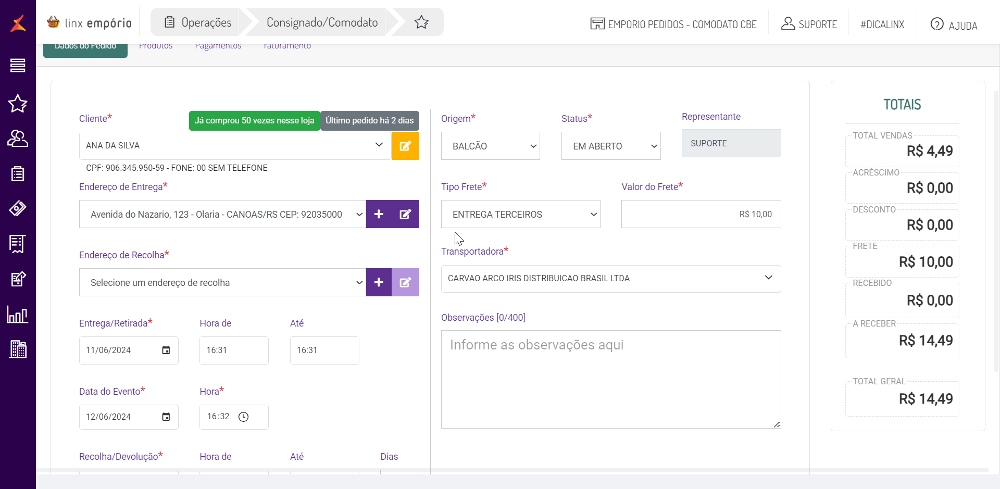 linx empório
Operações
Consignado/Comodato
EMPORIO PEDIDOS - COMODATO CBE
SUPORTE
#DICALINX
AJUDA
Dados do Pedido
Produtos
Pagamentos
Faturamento
Cliente*
Já comprou 50 vezes nesse loja
Último pedido há 2 dias
ANA DA SILVA
CPF: 906.345.950-59 - FONE: 00 SEM TELEFONE
Endereço de Entrega*
Avenida do Nazario, 123 - Olaria - CANOAS/RS CEP: 92035000
Endereço de Recolha*
Selecione um endereço de recolha
Entrega/Retirada*
Hora de
Até
11/06/2024
16:31
16:31
Data do Evento*
Hora*
12/06/2024
16:32
Recolha/Devolução*
Hora de
Até
Dias
Origem*
Status*
Representante
BALCÃO
EM ABERTO
SUPORTE
Tipo Frete*
Valor do Frete*
ENTREGA TERCEIROS
R$ 10,00
Transportadora*
CARVAO ARCO IRIS DISTRIBUICAO BRASIL LTDA
Observações [0/400]
Informe as observações aqui
TOTAIS
TOTAL VENDAS
R$ 4,49
ACRÉSCIMO
R$ 0,00
DESCONTO
R$ 0,00
FRETE
R$ 10,00
RECEBIDO
R$ 0,00
A RECEBER
R$ 14,49
TOTAL GERAL
R$ 14,49